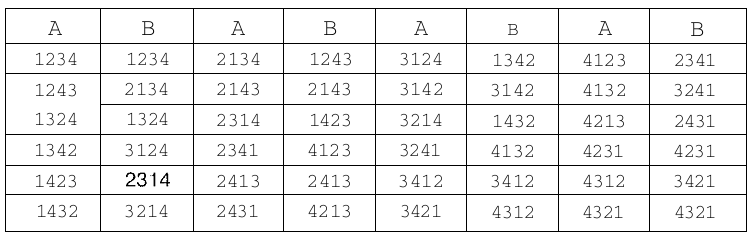 A B A B A B A B
1234 1234 2134 1243 3124 1342 4123 2341
1243 2134 2143 2143 3142 3142 4132 3241
1324 1324 2314 1423 3214 1432 4213 2431
1342 3124 2341 4123 3241 4132 4231 4231
1423 2314 2413 2413 3412 3412 4312 3421
1432 3214 2431 4213 3421 4312 4321 4321